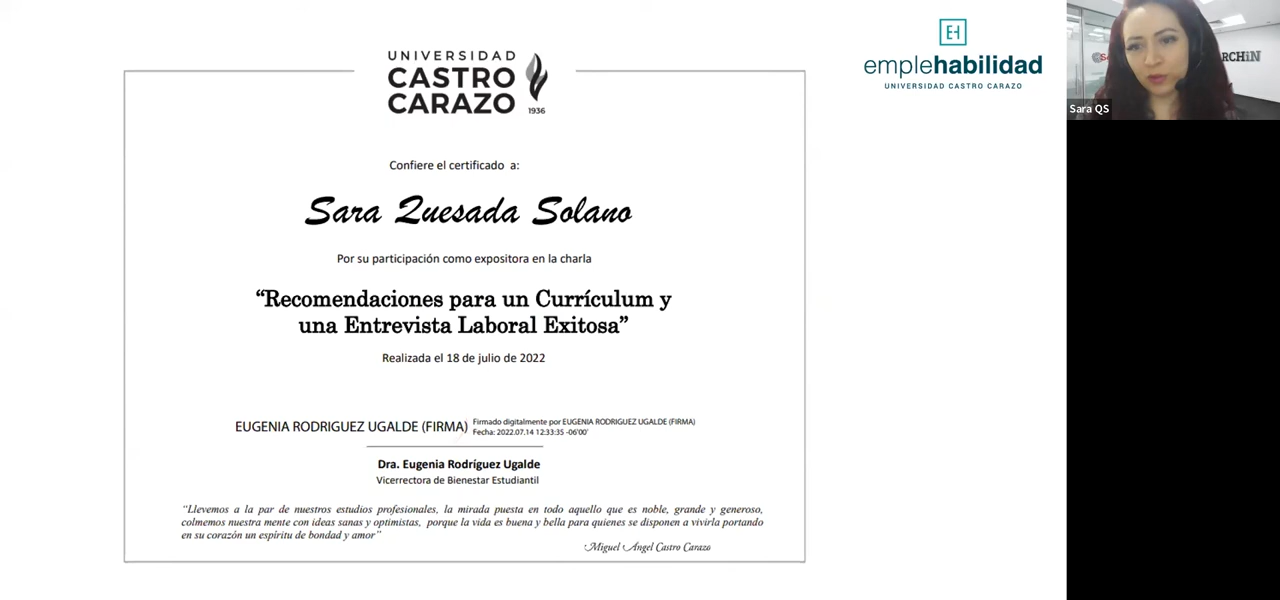 UNIVERSIDAD
CASTRO
CARAZO
1936
Confiere el certificado a:
Sara Quesada Solano
Por su participación como expositora en la charla
“Recomendaciones para un Currículum y
una Entrevista Laboral Exitosa”
Realizada el 18 de julio de 2022
EUGENIA RODRIGUEZ UGALDE (FIRMA)
Firmado digitalmente por EUGENIA RODRIGUEZ UGALDE (FIRMA)
Fecha: 2022.07.14 12:33:35 -06'00'
Dra. Eugenia Rodríguez Ugalde
Vicerrectora de Bienestar Estudiantil
“Llevemos a la par de nuestros estudios profesionales, la mirada puesta en todo aquello que es noble, grande y generoso,
colmemos nuestra mente con ideas sanas y optimistas, porque la vida es buena y bella para quienes se disponen a vivirla portando
en su corazón un espíritu de bondad y amor”
Miguel Ángel Castro Carazo
EH
emplehabilidad
UNIVERSIDAD CASTRO CARAZO
Sara QS